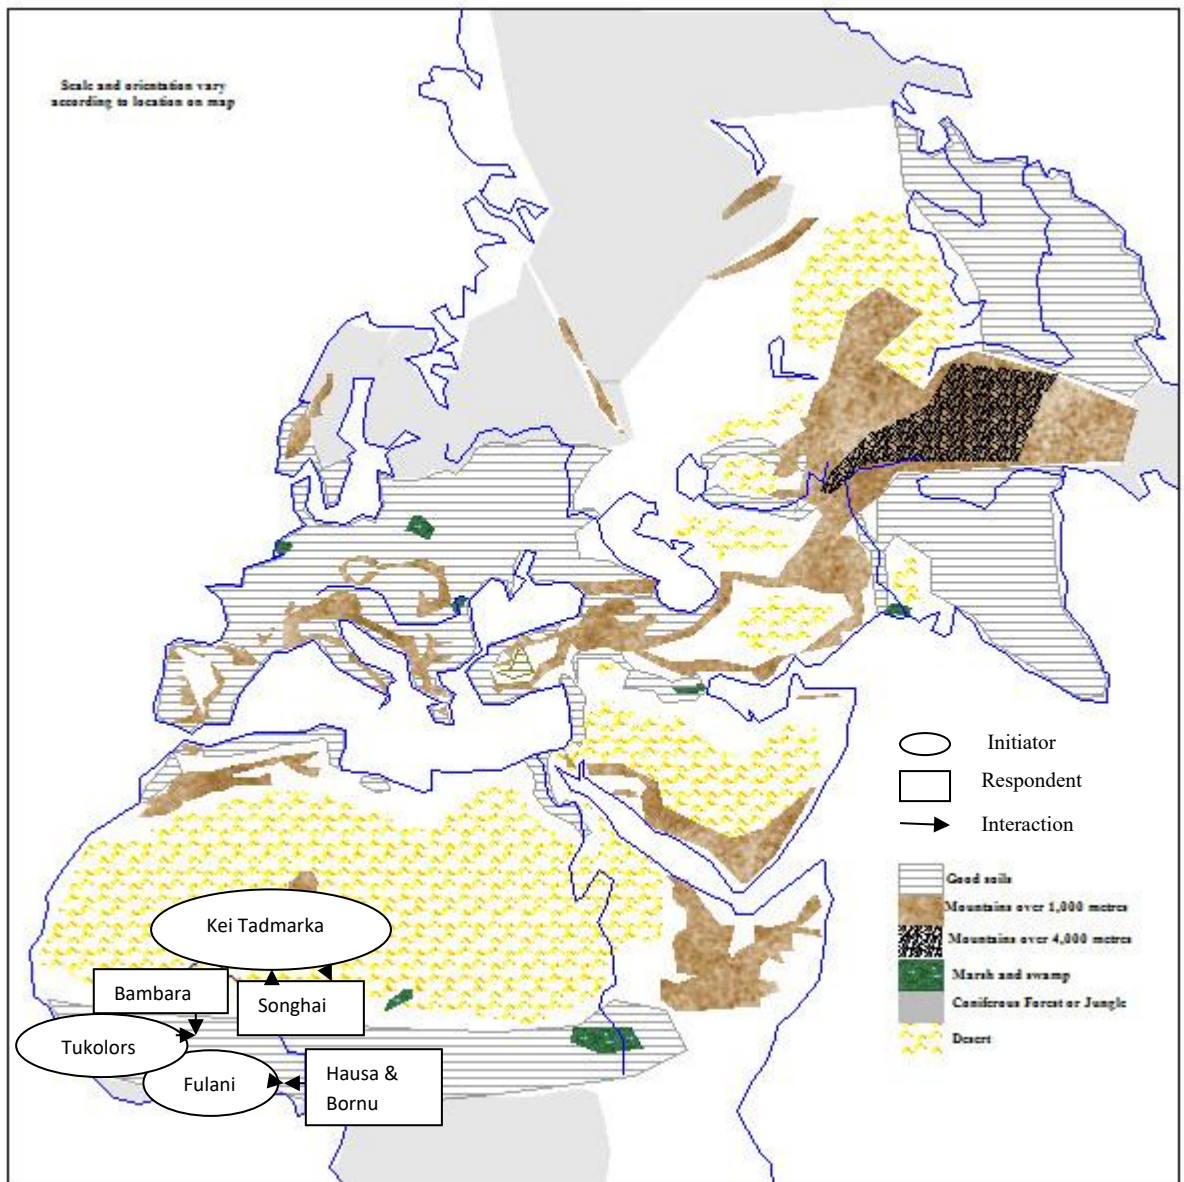 Scale and orientation vary
according to location on map
Initiator
Respondent
Interaction
Good soils
Mountains over 1,000 metres
Mountains over 4,000 metres
Marsh and swamp
Coniferous Forest or Jungle
Desert
Kei Tadmarka
Bambara
Songhai
Tukolors
Fulani
Hausa &
Bornu